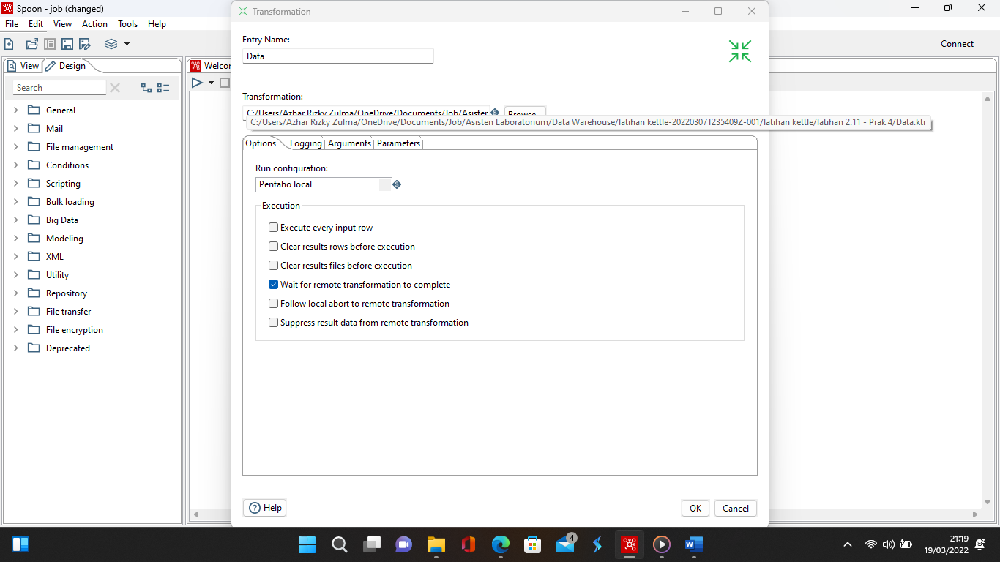 Spoon - job (changed)
Transformation
File Edit View Action Tools Help
Connect
View Design
Search
General
Mail
File management
Conditions
Scripting
Bulk loading
Big Data
Modeling
XML
Utility
Repository
File transfer
File encryption
Deprecated
Welcom
Entry Name:
Data
Transformation:
C:/Users/Azhar Rizky Zulma/OneDrive/Documents/Job/Asisten
Browse...
C:/Users/Azhar Rizky Zulma/OneDrive/Documents/Job/Asisten Laboratorium/Data Warehouse/latihan kettle-20220307T235409Z-001/latihan kettle/latihan 2.11 - Prak 4/Data.ktr
Options Logging Arguments Parameters
Run configuration:
Pentaho local
Execution
Execute every input row
Clear results rows before execution
Clear results files before execution
Wait for remote transformation to complete
Follow local abort to remote transformation
Suppress result data from remote transformation
Help
OK Cancel
4
21:19
19/03/2022